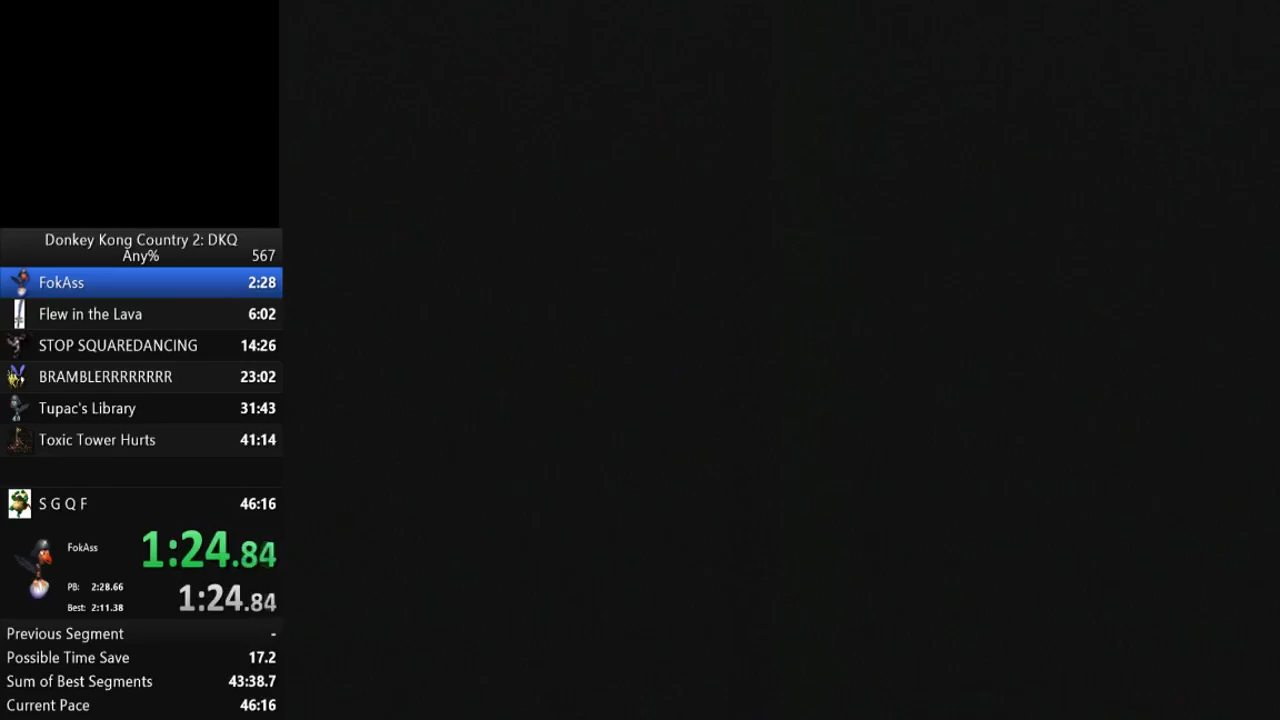 Donkey Kong Country 2: DKQ
Any% 567
FokAss 2:28
Flew in the Lava 6:02
STOP SQUAREDANCING 14:26
BRAMBLERRRRRRRR 23:02
Tupac's Library 31:43
Toxic Tower Hurts 41:14
S G Q F 46:16
FokAss 1:24.84
PB: 2:28.66
Best: 2:11.38 1:24.84
Previous Segment -
Possible Time Save 17.2
Sum of Best Segments 43:38.7
Current Pace 46:16